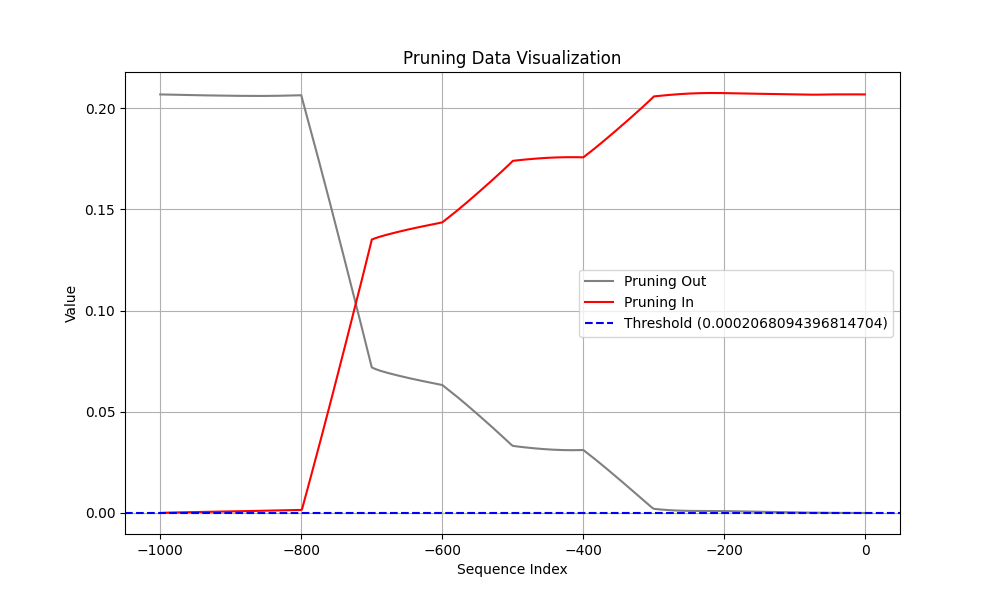 Pruning Data Visualization
Value
0.20
0.15
0.10
0.05
0.00
Pruning Out
Pruning In
Threshold (0.0002068094396814704)
−1000 −800 −600 −400 −200 0
Sequence Index